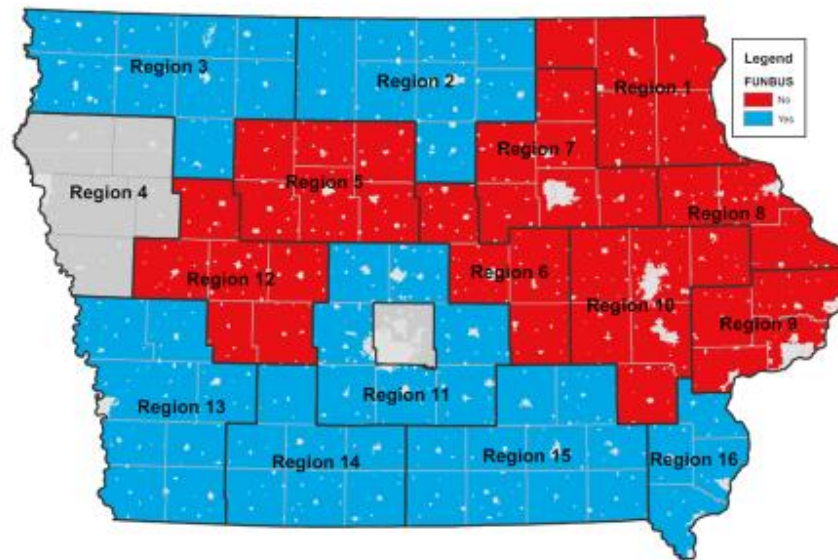 Legend
FUNBUS
No
Yes
Region 3
Region 2
Region 1
Region 7
Region 5
Region 4
Region 8
Region 6
Region 12
Region 10
Region 9
Region 11
Region 13
Region 15
Region 14
Region 16